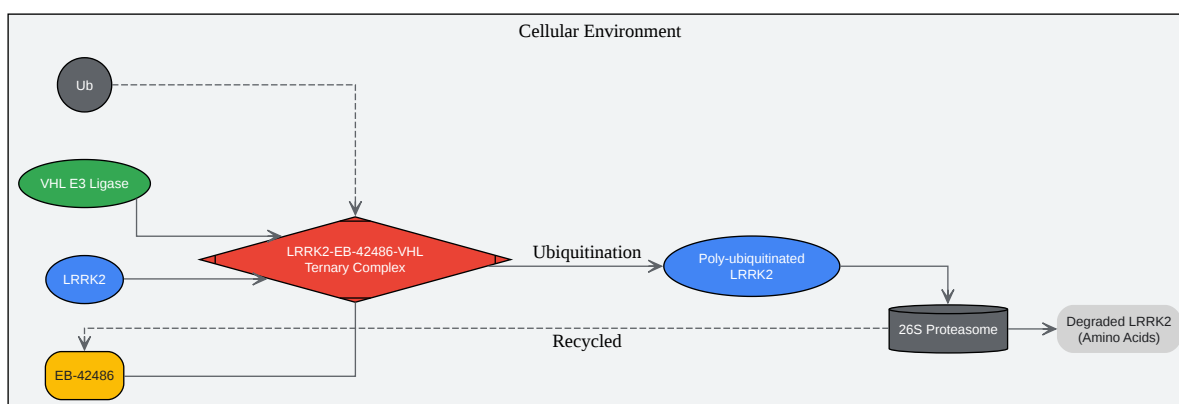 Cellular Environment
Ub
VHL E3 Ligase
LRRK2-EB-42486-VHL
Ternary Complex
LRRK2
Ubiquitination
Poly-ubiquitinated
LRRK2
26S Proteasome
Degraded LRRK2
(Amino Acids)
Recycled
EB-42486